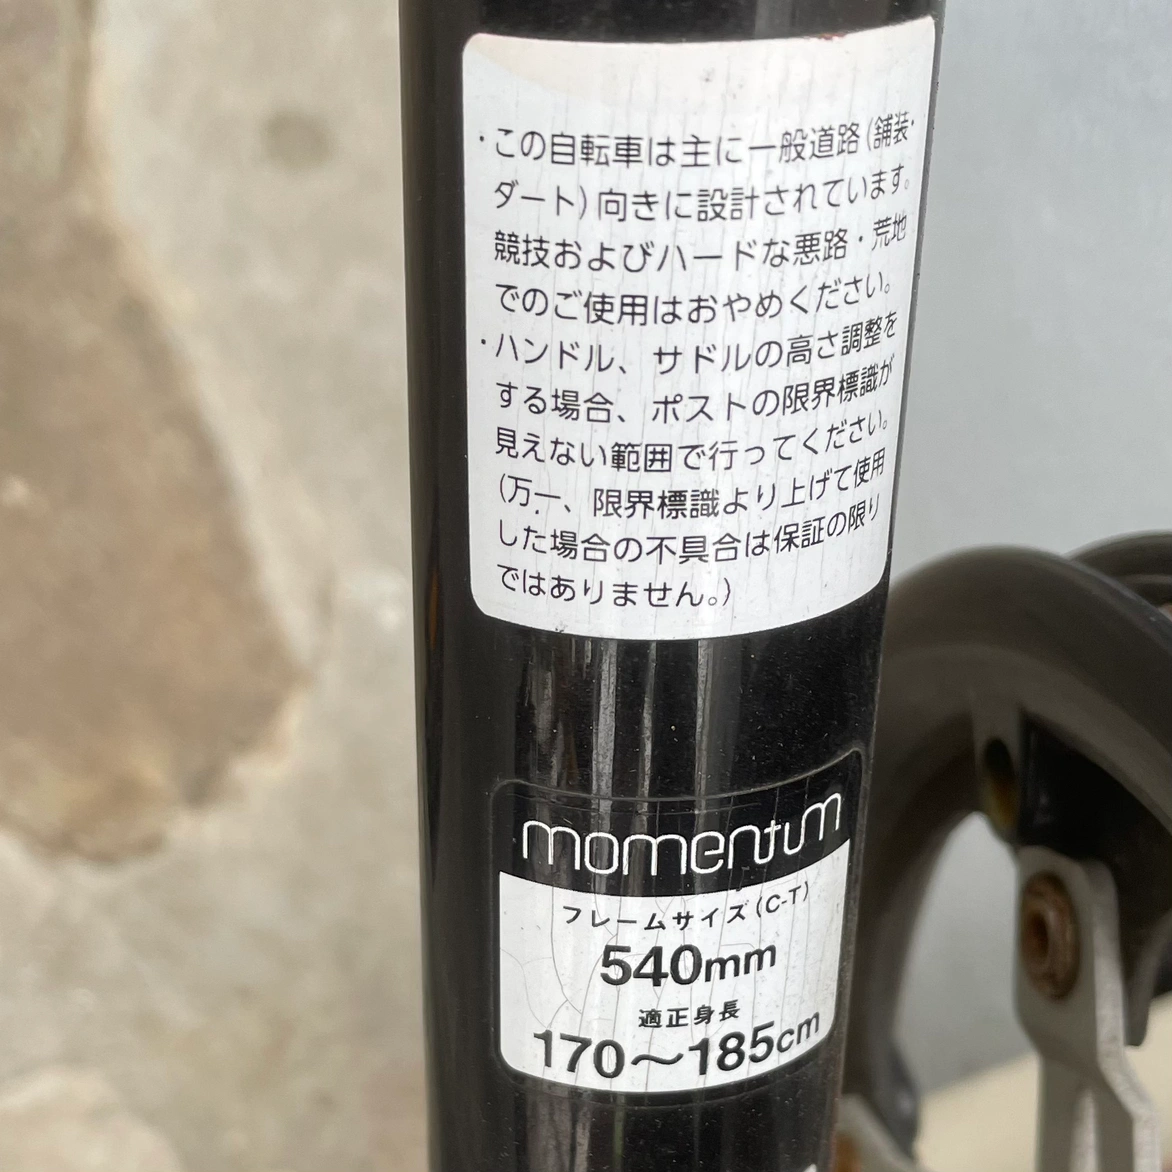 ・この自転車は主に一般道路(舗装・
ダート)向きに設計されています。
競技およびハードな悪路・荒地
でのご使用はおやめください。
・ハンドル、サドルの高さ調整を
する場合、ポストの限界標識が
見えない範囲で行ってください。
(万一、限界標識より上げて使用
した場合の不具合は保証の限り
ではありません。)
momentum
フレームサイズ(C-T)
540mm
適正身長
170〜185cm